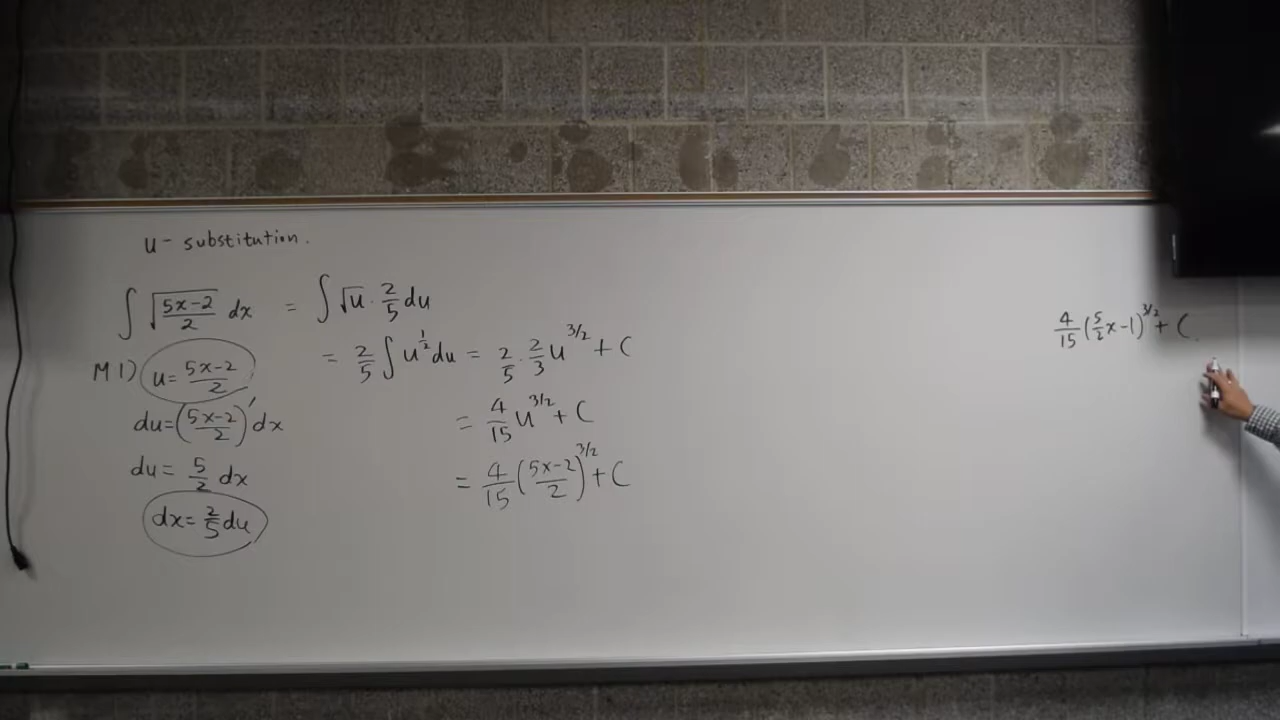 u - substitution.
∫ √((5x-2)/2) dx = ∫ √u · 2/5 du
= 2/5 ∫ u^(1/2) du = 2/5 · 2/3 u^(3/2) + C
M1) u = (5x-2)/2
du = ((5x-2)/2)' dx
= 4/15 u^(3/2) + C
du = 5/2 dx
= 4/15 ((5x-2)/2)^(3/2) + C
dx = 2/5 du
4/15 (5/2 x - 1)^(3/2) + C.